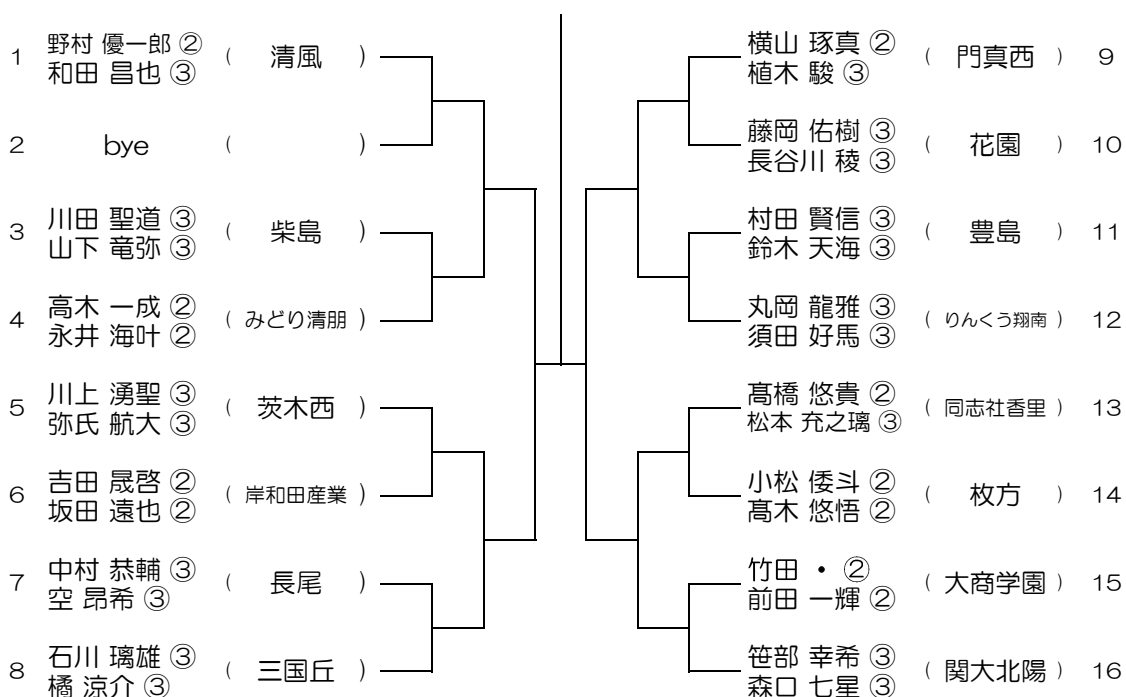 1 野村 優一郎 ② ( 清風 )
和田 昌也 ③
2 bye ( )
3 川田 聖道 ③ ( 柴島 )
山下 竜弥 ③
4 高木 一成 ② ( みどり清朋 )
永井 海叶 ②
5 川上 湧聖 ③ ( 茨木西 )
弥氏 航大 ③
6 吉田 晟啓 ② ( 岸和田産業 )
坂田 遠也 ②
7 中村 恭輔 ③ ( 長尾 )
空 昂希 ③
8 石川 璃雄 ③ ( 三国丘 )
橘 涼介 ③
横山 琢真 ② ( 門真西 ) 9
植木 駿 ③
藤岡 佑樹 ③ ( 花園 ) 10
長谷川 稜 ③
村田 賢信 ③ ( 豊島 ) 11
鈴木 天海 ③
丸岡 龍雅 ③ ( りんくう翔南 ) 12
須田 好馬 ③
髙橋 悠貴 ② ( 同志社香里 ) 13
松本 充之璃 ③
小松 倭斗 ② ( 枚方 ) 14
髙木 悠悟 ②
竹田 ・ ② ( 大商学園 ) 15
前田 一輝 ②
笹部 幸希 ③ ( 関大北陽 ) 16
森口 七星 ③